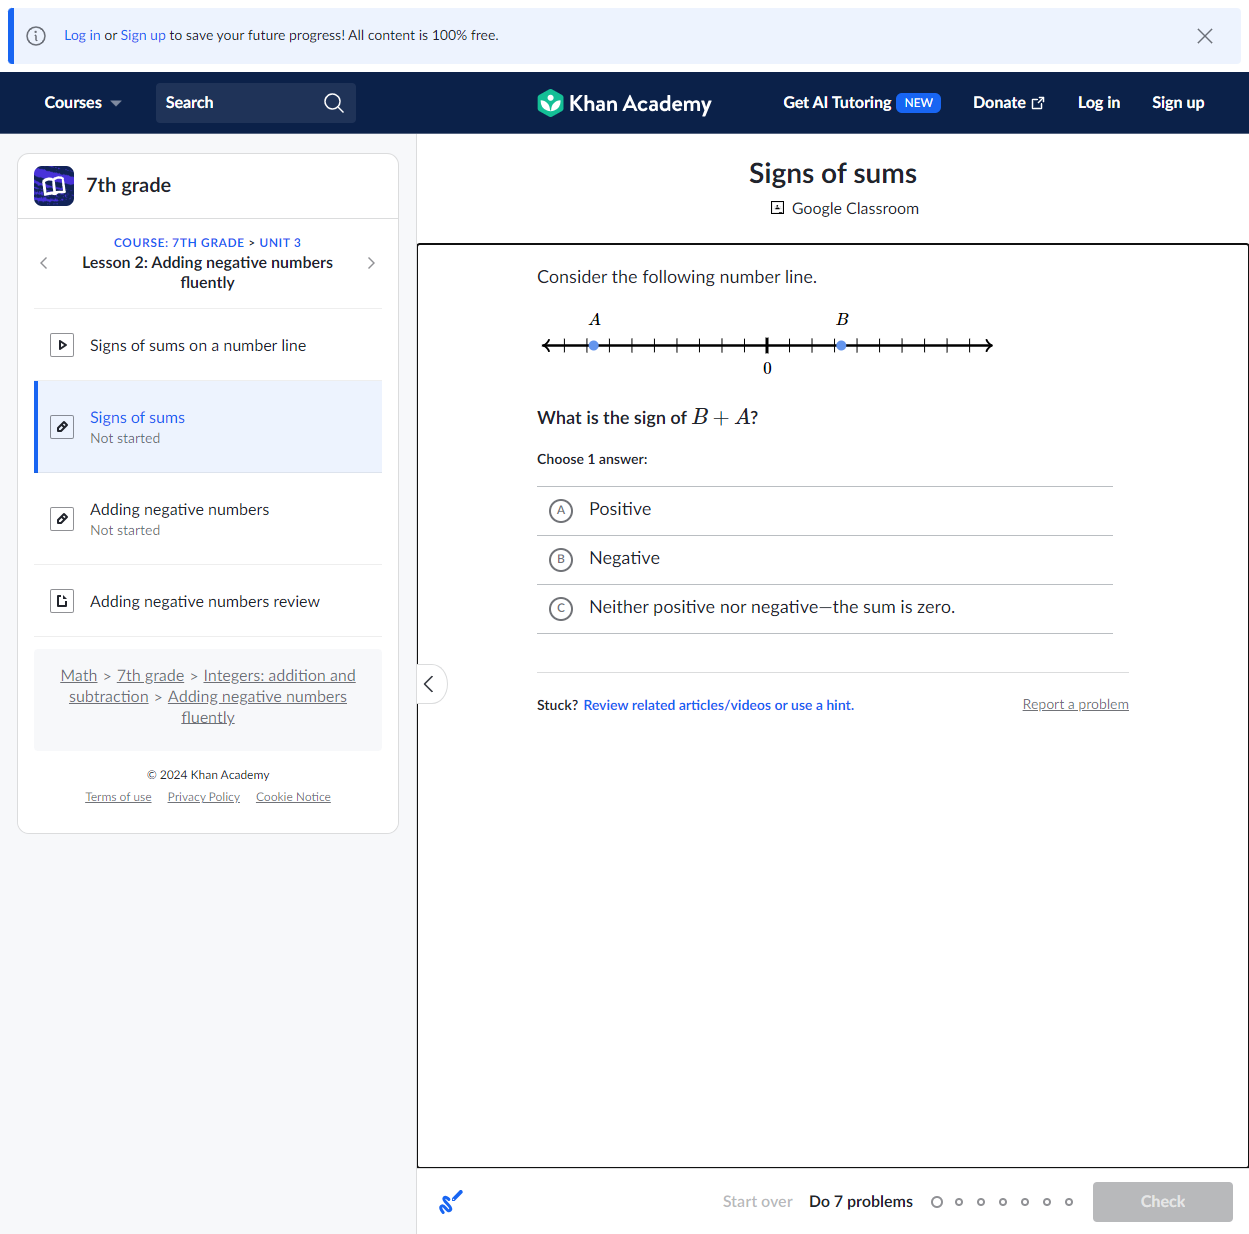 Log in or Sign up to save your future progress! All content is 100% free.
Courses
Search
Khan Academy
Get AI Tutoring NEW
Donate
Log in
Sign up
7th grade
COURSE: 7TH GRADE > UNIT 3
Lesson 2: Adding negative numbers
fluently
Signs of sums on a number line
Signs of sums
Not started
Adding negative numbers
Not started
Adding negative numbers review
Math > 7th grade > Integers: addition and
subtraction > Adding negative numbers
fluently
© 2024 Khan Academy
Terms of use Privacy Policy Cookie Notice
Signs of sums
Google Classroom
Consider the following number line.
A B
0
What is the sign of B + A?
Choose 1 answer:
A Positive
B Negative
C Neither positive nor negative—the sum is zero.
Stuck? Review related articles/videos or use a hint.
Report a problem
Start over
Do 7 problems
Check